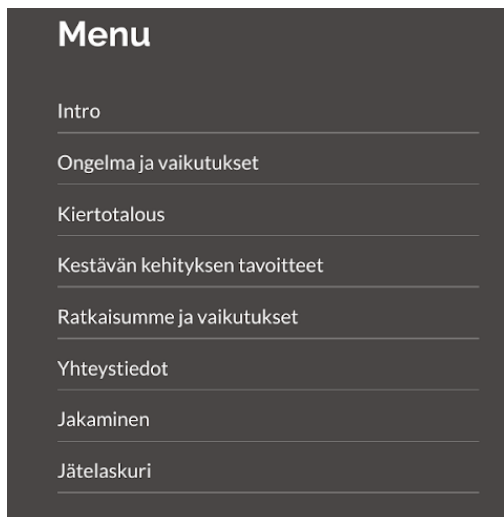 Menu
Intro
Ongelma ja vaikutukset
Kiertotalous
Kestävän kehityksen tavoitteet
Ratkaisumme ja vaikutukset
Yhteystiedot
Jakaminen
Jätelaskuri